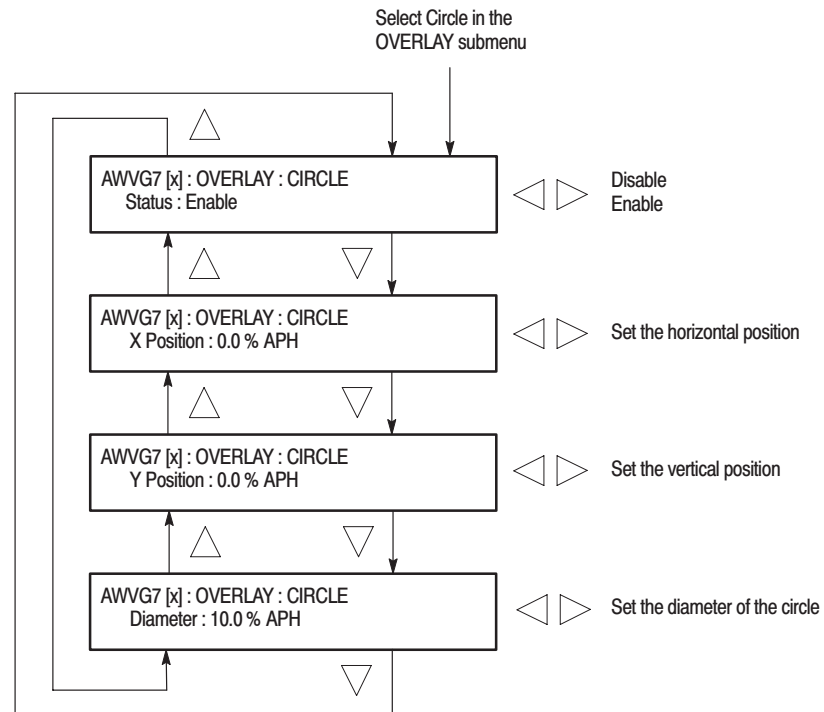 Select Circle in the
OVERLAY submenu
AWVG7 [x] : OVERLAY : CIRCLE
Status : Enable
Disable
Enable
AWVG7 [x] : OVERLAY : CIRCLE
X Position : 0.0 % APH
Set the horizontal position
AWVG7 [x] : OVERLAY : CIRCLE
Y Position : 0.0 % APH
Set the vertical position
AWVG7 [x] : OVERLAY : CIRCLE
Diameter : 10.0 % APH
Set the diameter of the circle